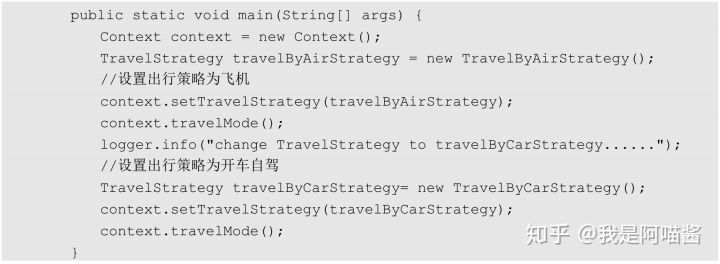 public static void main(String[] args) {
Context context = new Context();
TravelStrategy travelByAirStrategy = new TravelByAirStrategy();
//设置出行策略为飞机
context.setTravelStrategy(travelByAirStrategy);
context.travelMode();
logger.info("change TravelStrategy to travelByCarStrategy......");
//设置出行策略为开车自驾
TravelStrategy travelByCarStrategy= new TravelByCarStrategy();
context.setTravelStrategy(travelByCarStrategy);
context.travelMode();
}
知乎 @我是阿喵酱